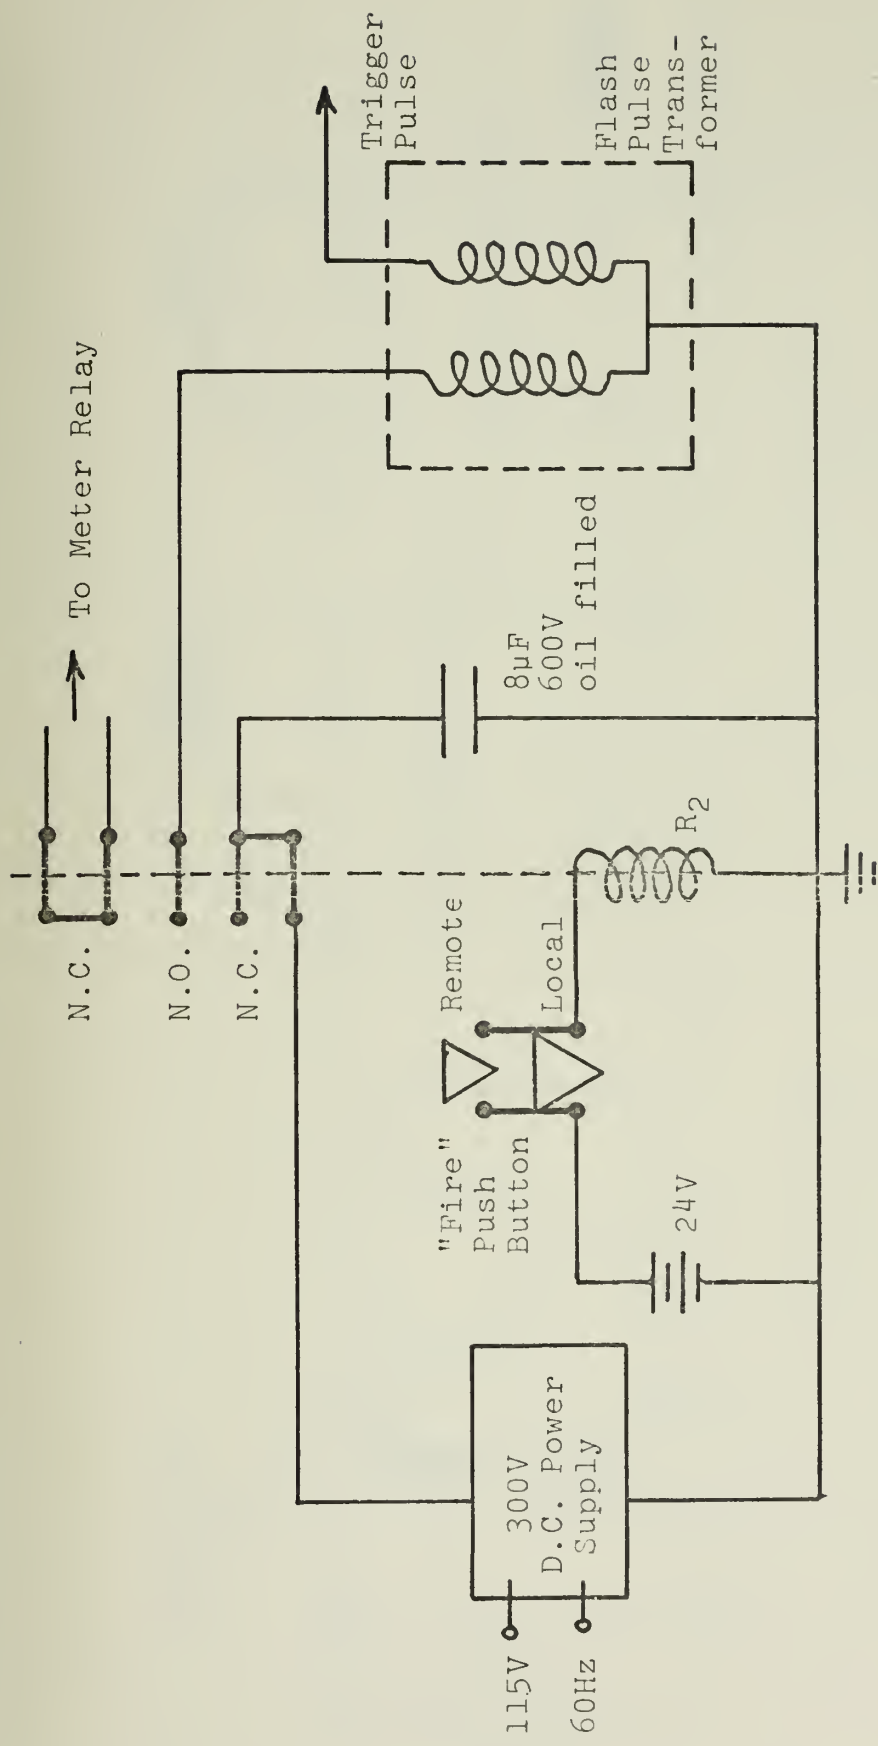 To Meter Relay
N.C.
N.O.
N.C.
Trigger
Pulse
Flash
Pulse
Trans-
former
8µF
600V
oil filled
"Fire"
Push
Button
Remote
Local
R2
24V
300V
D.C. Power
Supply
115V
60Hz